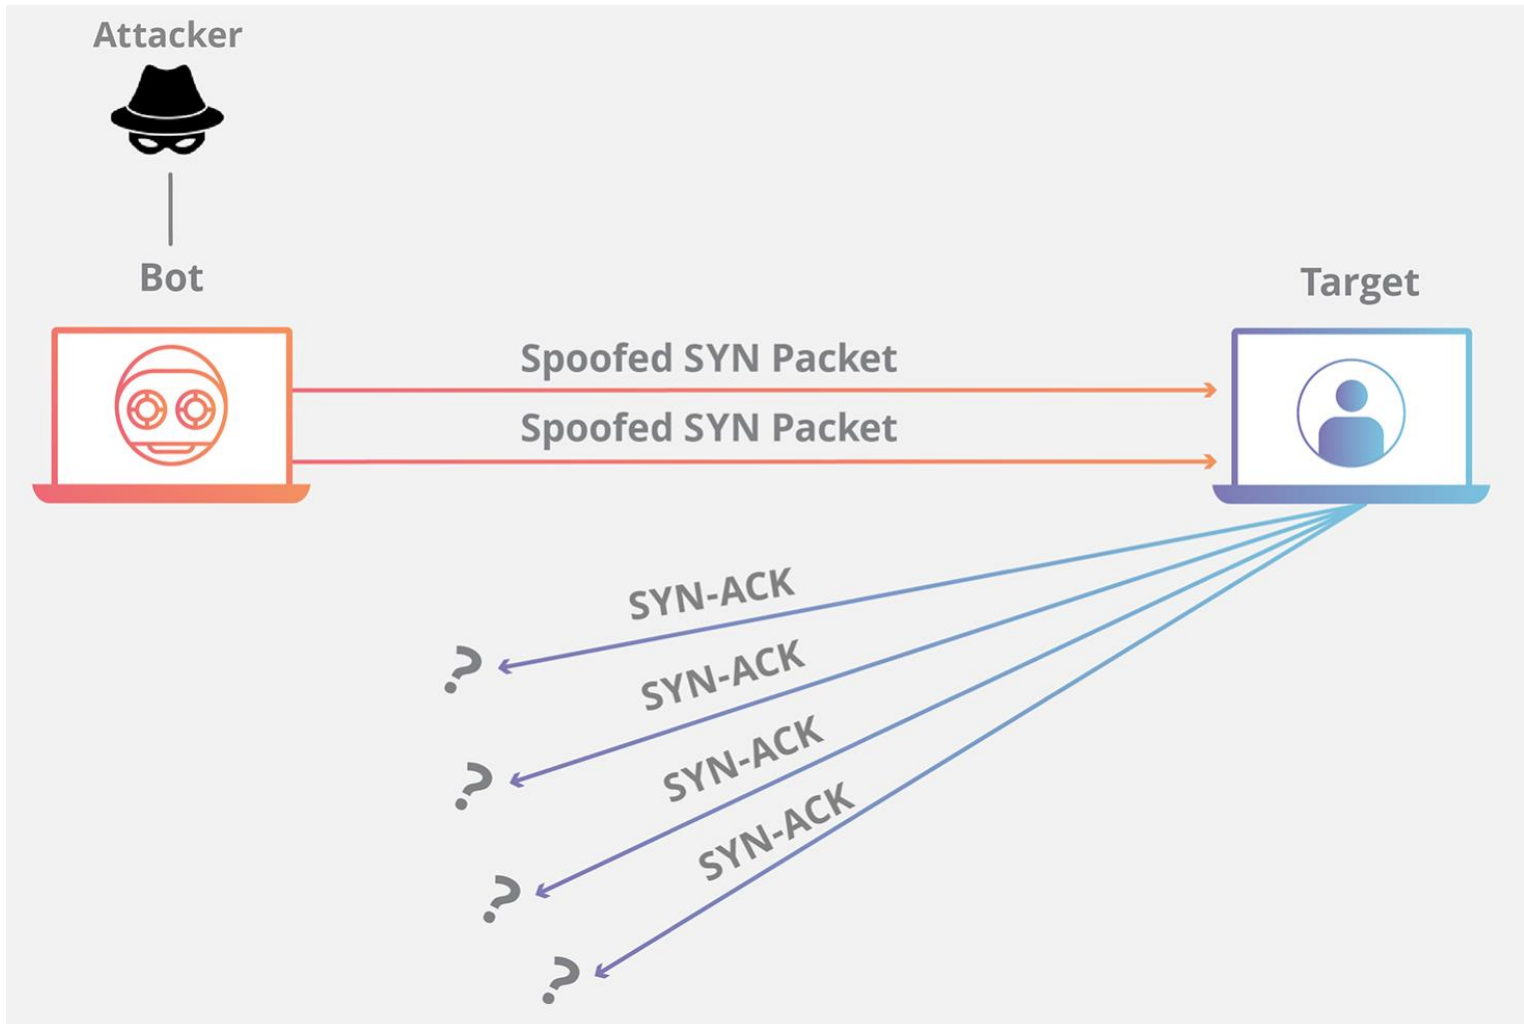 Attacker
Bot
Target
Spoofed SYN Packet
Spoofed SYN Packet
SYN-ACK
?
SYN-ACK
?
SYN-ACK
?
SYN-ACK
?